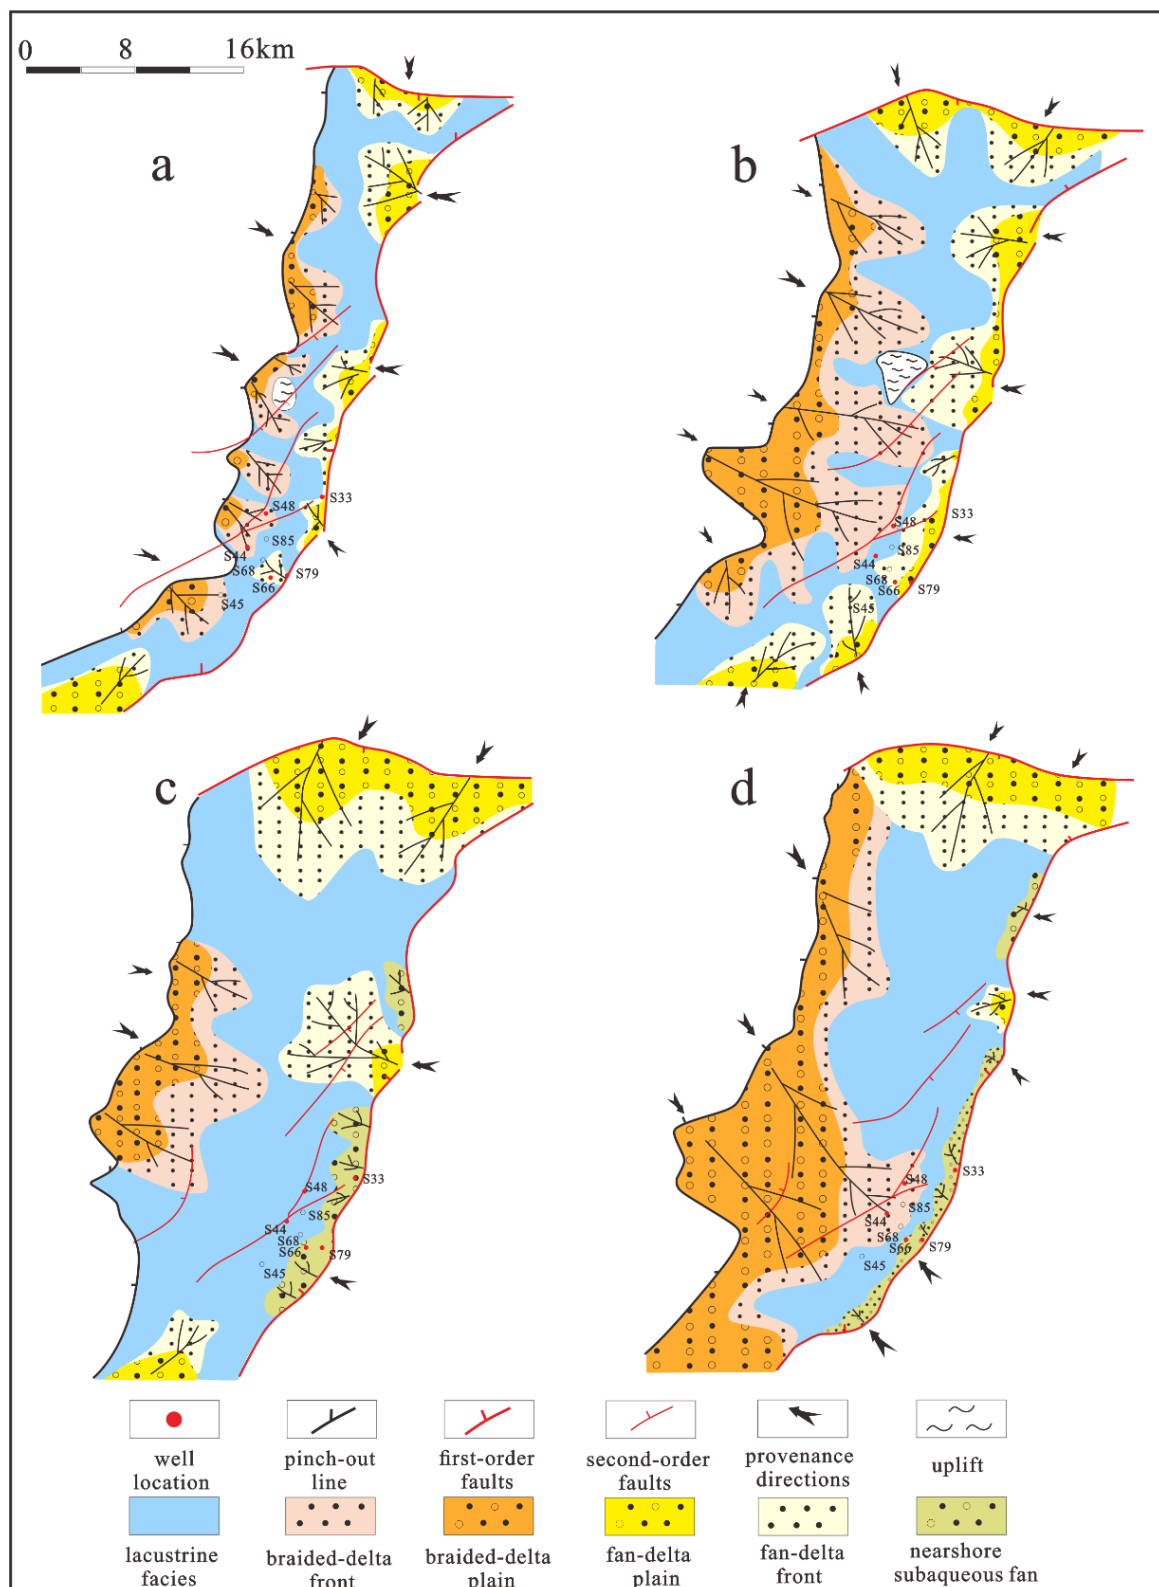 0 8 16km
a
b
S33
S48
S85
S44
S68
S66
S79
S45
S33
S48
S85
S44
S68
S66
S79
S45
c
d
S33
S48
S85
S44
S68
S66
S79
S45
S33
S48
S85
S44
S68
S66
S79
S45
well
location
pinch-out
line
first-order
faults
second-order
faults
provenance
directions
uplift
lacustrine
facies
braided-delta
front
braided-delta
plain
fan-delta
plain
fan-delta
front
nearshore
subaqueous fan